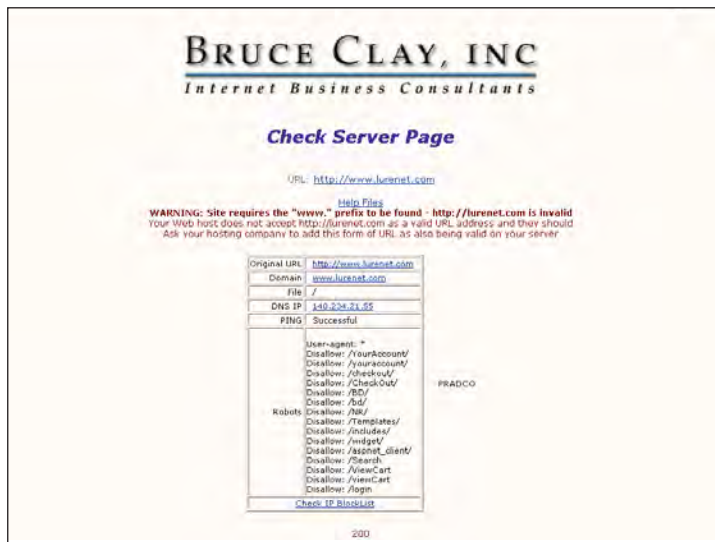 BRUCE CLAY, INC
Internet Business Consultants
Check Server Page
URL: http://www.lurenet.com
Help Files
WARNING: Site requires the "www." prefix to be found - http://lurenet.com is invalid
Your Web host does not accept http://lurenet.com as a valid URL address and they should
Ask your hosting company to add this form of URL as also being valid on your server
Original URL http://www.lurenet.com
Domain www.lurenet.com
File /
DNS IP 140.234.21.55
PING Successful
Robots
User-agent: *
Disallow: /YourAccount/
Disallow: /youraccount/
Disallow: /checkout/
Disallow: /CheckOut/
Disallow: /BD/
Disallow: /bd/
Disallow: /NR/
Disallow: /Templates/
Disallow: /includes/
Disallow: /widget/
Disallow: /aspnet_client/
Disallow: /Search
Disallow: /ViewCart
Disallow: /viewCart
Disallow: /login
PRADCO
Check IP BlockList
200